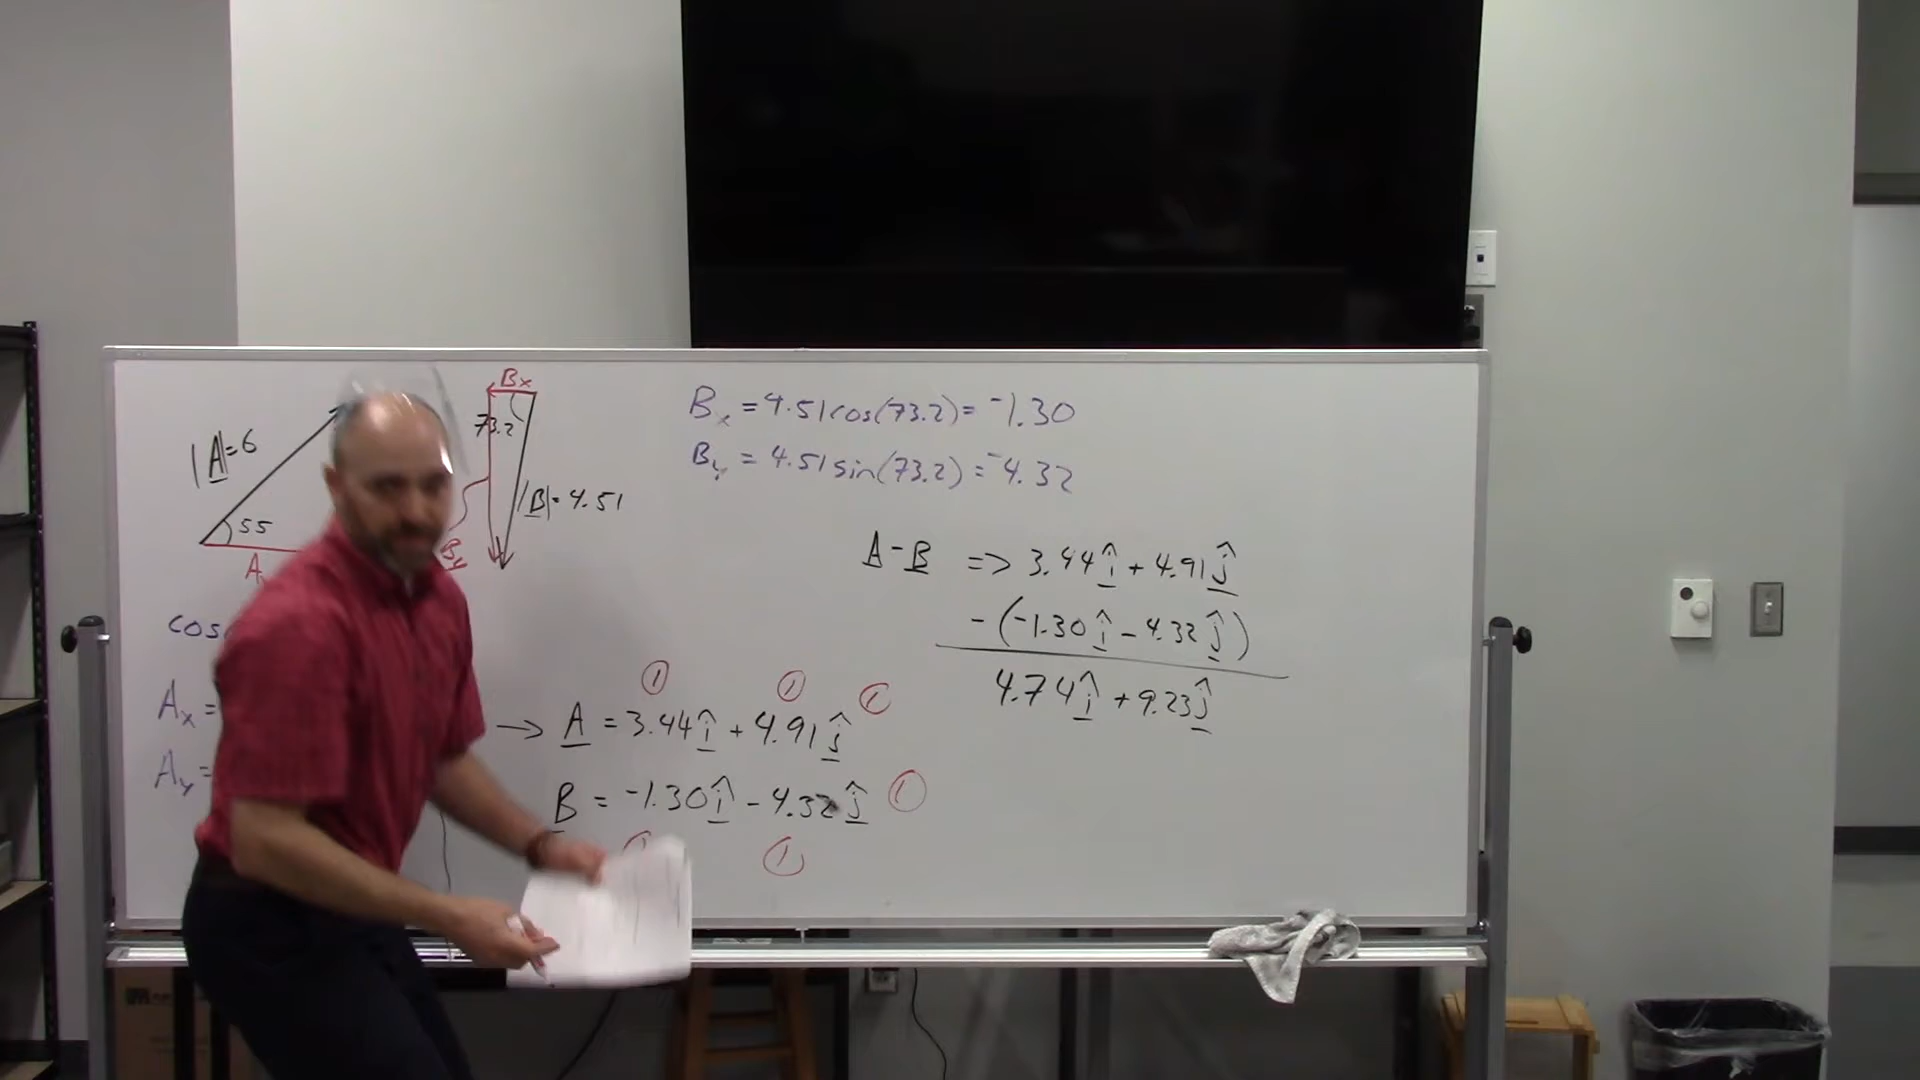 |A|=6
55
Bx
73.2
|B|=4.51
cos
Ax=
Ay=
Bx = 4.51cos(73.2)= -1.30
By = 4.51sin(73.2)= -4.32
A-B => 3.44î + 4.91ĵ
-(-1.30î - 4.32ĵ)
4.74î + 9.23ĵ
① ① ①
→ A = 3.44î + 4.91ĵ
B = -1.30î - 4.32ĵ ①
① ①